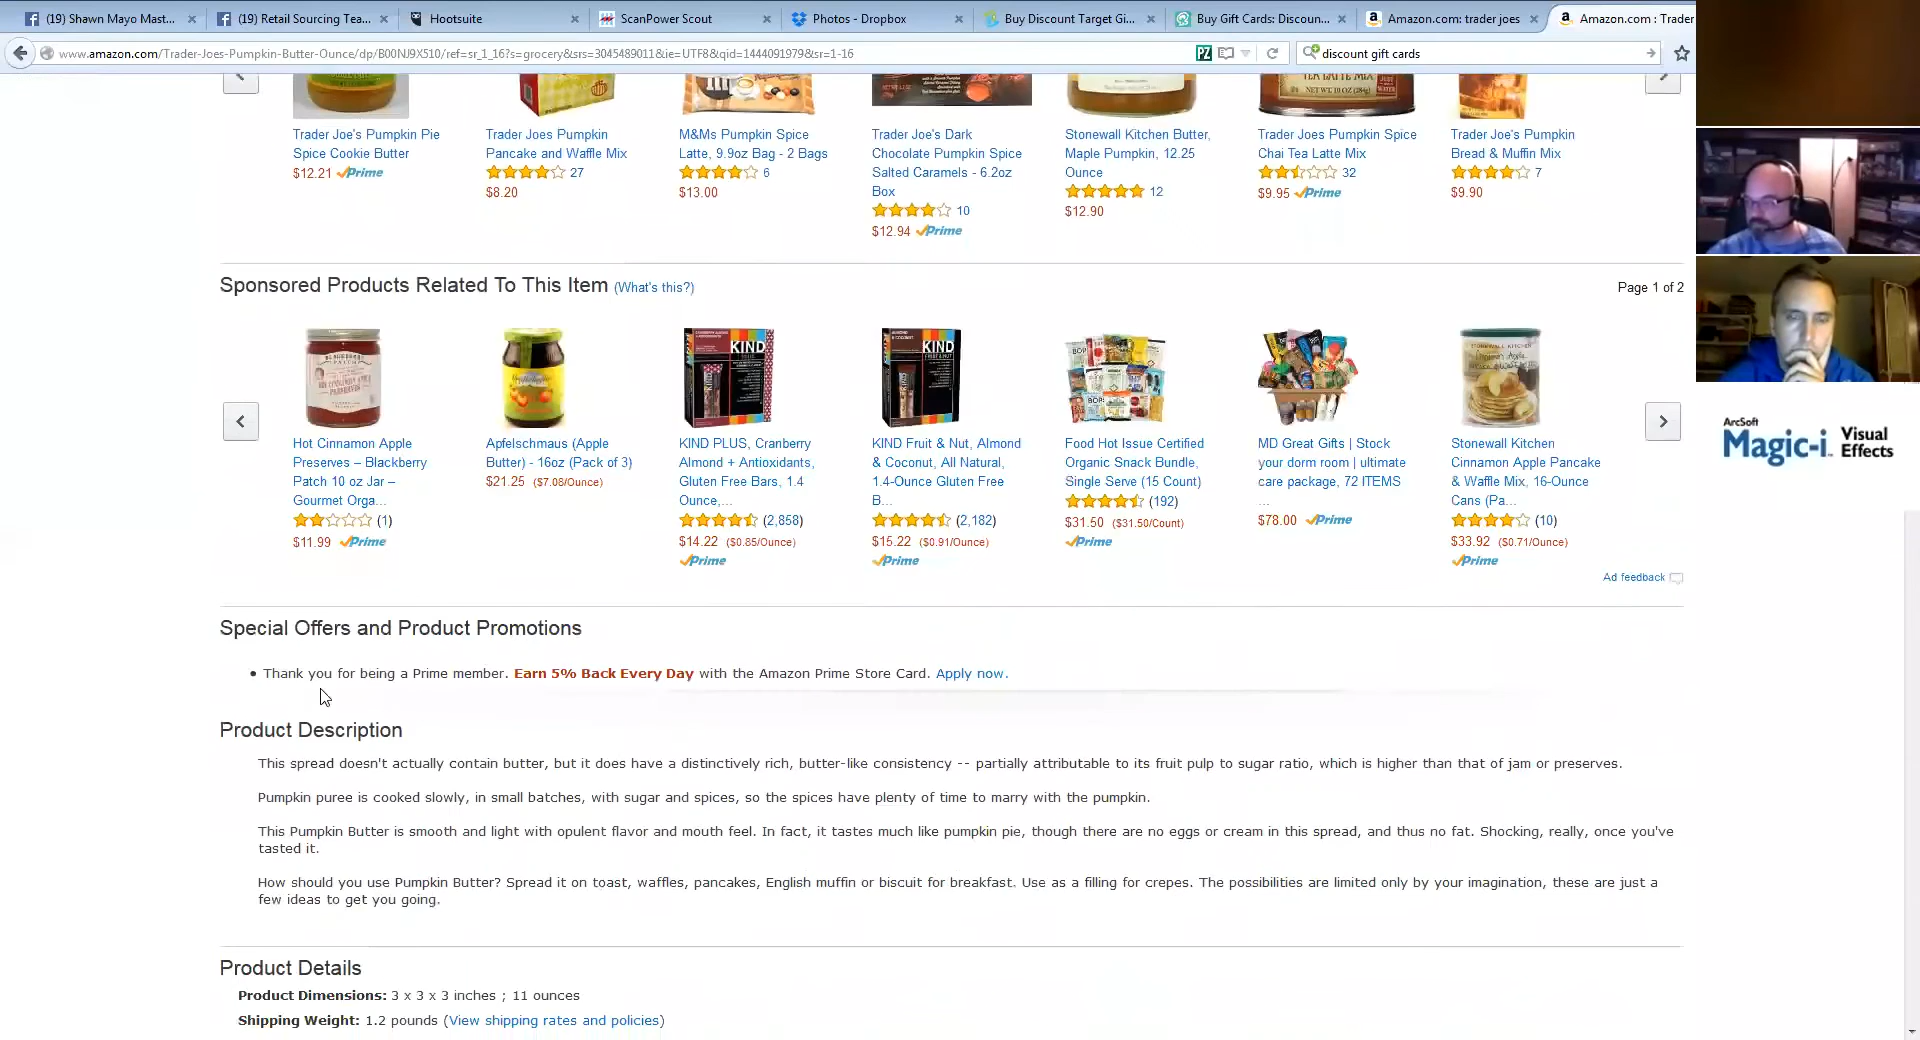 (19) Shawn Mayo Mast... × (19) Retail Sourcing Tea... × Hootsuite × ScanPower Scout × Photos - Dropbox × Buy Discount Target Gi... × Buy Gift Cards: Discoun... × Amazon.com: trader joes × Amazon.com : Trader
www.amazon.com/Trader-Joes-Pumpkin-Butter-Ounce/dp/B00NJ9X510/ref=sr_1_16?s=grocery&srs=3045489011&ie=UTF8&qid=1444091979&sr=1-16 PZ discount gift cards
TEA LATTE MIX
NET WT 10 OZ (284g)
Trader Joe's Pumpkin Pie
Spice Cookie Butter
$12.21 Prime
Trader Joes Pumpkin
Pancake and Waffle Mix
27
$8.20
M&Ms Pumpkin Spice
Latte, 9.9oz Bag - 2 Bags
6
$13.00
Trader Joe's Dark
Chocolate Pumpkin Spice
Salted Caramels - 6.2oz
Box
10
$12.94 Prime
Stonewall Kitchen Butter,
Maple Pumpkin, 12.25
Ounce
12
$12.90
Trader Joes Pumpkin Spice
Chai Tea Latte Mix
32
$9.95 Prime
Trader Joe's Pumpkin
Bread & Muffin Mix
7
$9.90
Sponsored Products Related To This Item (What's this?)
Page 1 of 2
KIND
KIND
STONEWALL KITCHEN
Hot Cinnamon Apple
Preserves – Blackberry
Patch 10 oz Jar –
Gourmet Orga...
(1)
$11.99 Prime
Apfelschmaus (Apple
Butter) - 16oz (Pack of 3)
$21.25 ($7.08/Ounce)
KIND PLUS, Cranberry
Almond + Antioxidants,
Gluten Free Bars, 1.4
Ounce,...
(2,858)
$14.22 ($0.85/Ounce)
Prime
KIND Fruit & Nut, Almond
& Coconut, All Natural,
1.4-Ounce Gluten Free
B...
(2,182)
$15.22 ($0.91/Ounce)
Prime
Food Hot Issue Certified
Organic Snack Bundle,
Single Serve (15 Count)
(192)
$31.50 ($31.50/Count)
Prime
MD Great Gifts | Stock
your dorm room | ultimate
care package, 72 ITEMS
...
$78.00 Prime
Stonewall Kitchen
Cinnamon Apple Pancake
& Waffle Mix, 16-Ounce
Cans (Pa...
(10)
$33.92 ($0.71/Ounce)
Prime
Ad feedback
Special Offers and Product Promotions
• Thank you for being a Prime member. Earn 5% Back Every Day with the Amazon Prime Store Card. Apply now.
Product Description
This spread doesn't actually contain butter, but it does have a distinctively rich, butter-like consistency -- partially attributable to its fruit pulp to sugar ratio, which is higher than that of jam or preserves.
Pumpkin puree is cooked slowly, in small batches, with sugar and spices, so the spices have plenty of time to marry with the pumpkin.
This Pumpkin Butter is smooth and light with opulent flavor and mouth feel. In fact, it tastes much like pumpkin pie, though there are no eggs or cream in this spread, and thus no fat. Shocking, really, once you've
tasted it.
How should you use Pumpkin Butter? Spread it on toast, waffles, pancakes, English muffin or biscuit for breakfast. Use as a filling for crepes. The possibilities are limited only by your imagination, these are just a
few ideas to get you going.
Product Details
Product Dimensions: 3 x 3 x 3 inches ; 11 ounces
Shipping Weight: 1.2 pounds (View shipping rates and policies)
ArcSoft
Magic-i Visual
Effects